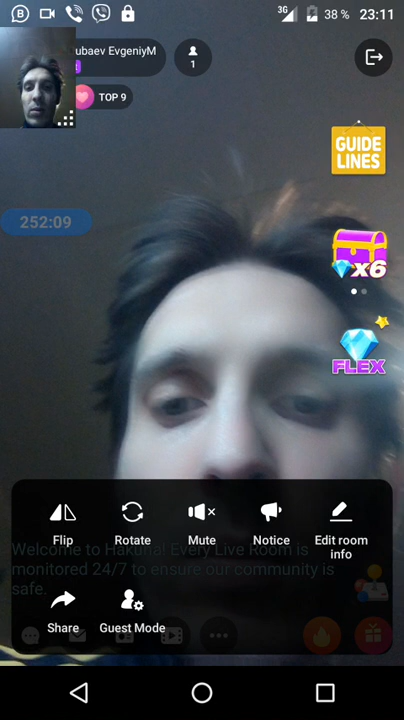 3G
38 %
23:11
ubaev EvgeniyM
1
TOP 9
GUIDE
LINES
252:09
x6
FLEX
Flip
Rotate
Mute
Notice
Edit room
info
Welcome to Hakuna! Every Live Room is
monitored 24/7 to ensure our community is
safe.
Share
Guest Mode